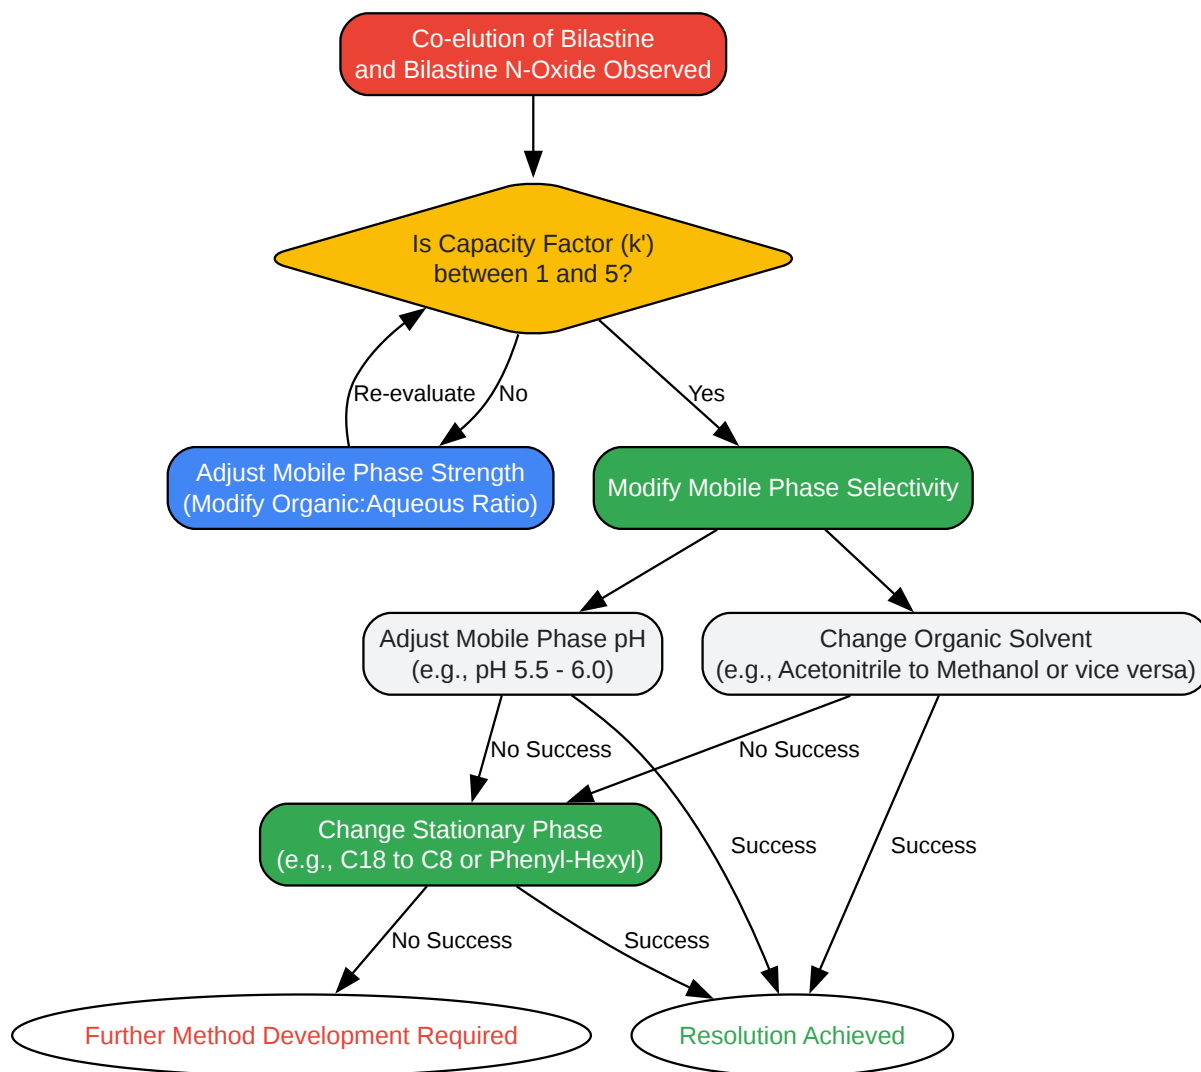 Co-elution of Bilastine
and Bilastine N-Oxide Observed
Is Capacity Factor (k')
between 1 and 5?
Re-evaluate
No
Yes
Adjust Mobile Phase Strength
(Modify Organic:Aqueous Ratio)
Modify Mobile Phase Selectivity
Adjust Mobile Phase pH
(e.g., pH 5.5 - 6.0)
Change Organic Solvent
(e.g., Acetonitrile to Methanol or vice versa)
No Success
No Success
Change Stationary Phase
(e.g., C18 to C8 or Phenyl-Hexyl)
Success
Success
No Success
Success
Further Method Development Required
Resolution Achieved